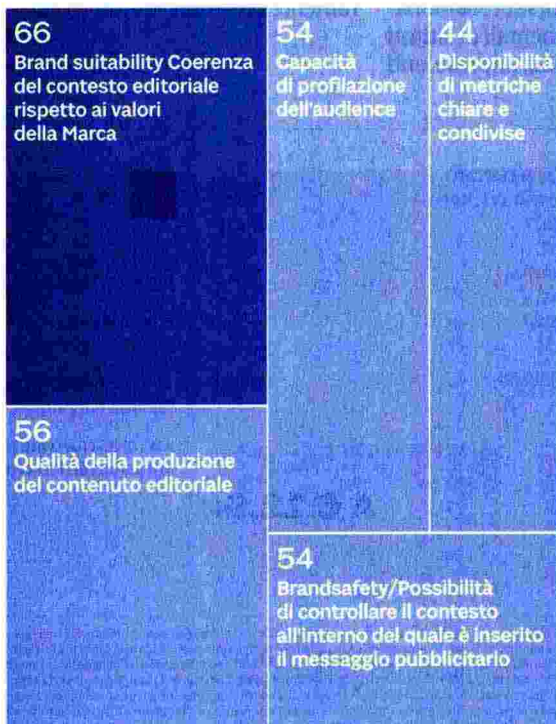 66
Brand suitability Coerenza
del contesto editoriale
rispetto ai valori
della Marca
54
Capacità
di profilazione
dell'audience
44
Disponibilità
di metriche
chiare e
condivise
56
Qualità della produzione
del contenuto editoriale
54
Brandsafety/Possibilità
di controllare il contesto
all'interno del quale è inserito
il messaggio pubblicitario